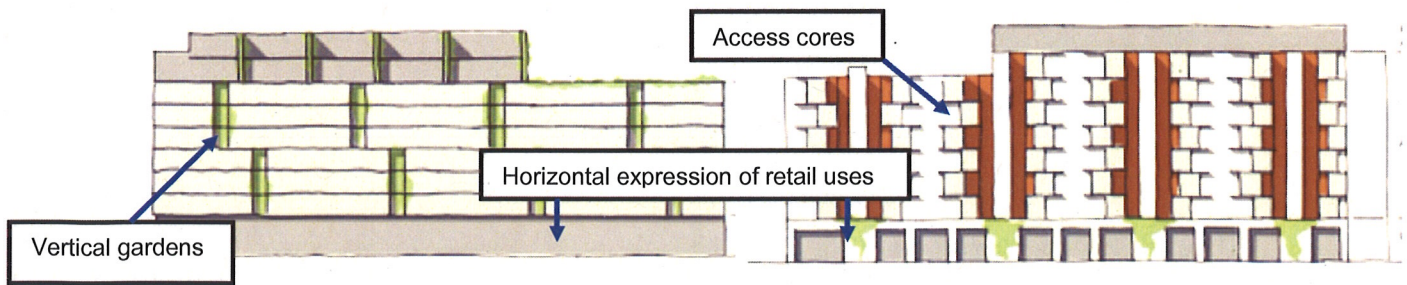 Access cores
Horizontal expression of retail uses
Vertical gardens